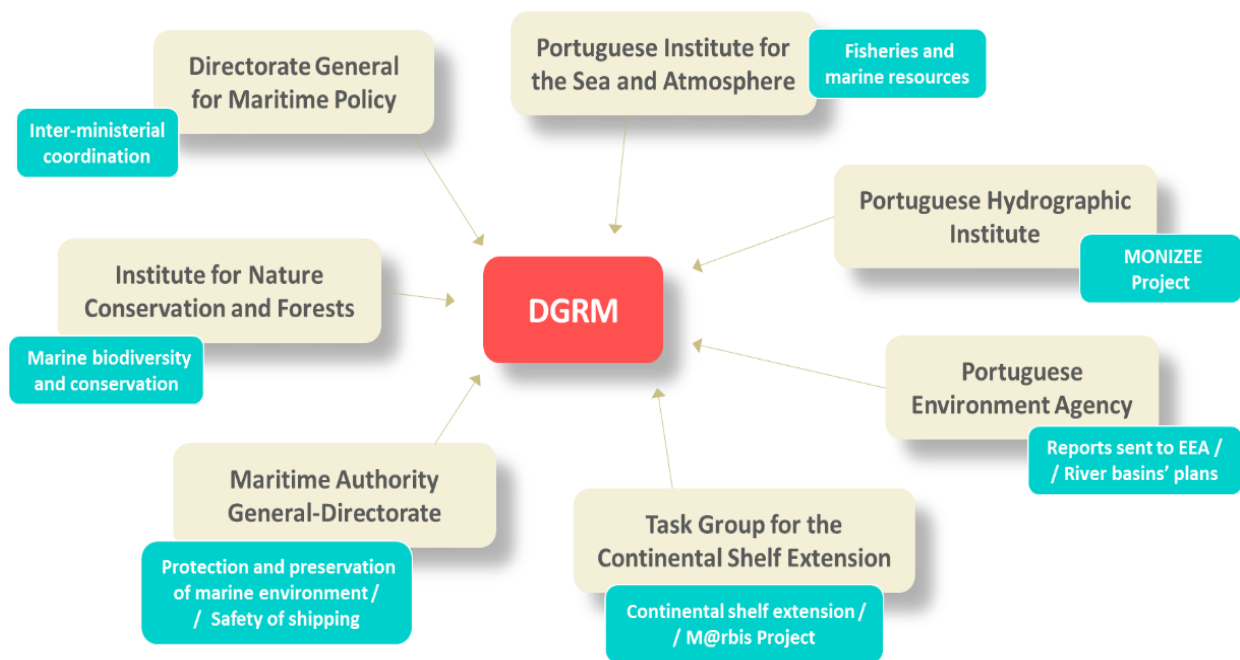 Directorate General
for Maritime Policy
Inter-ministerial
coordination
Portuguese Institute for
the Sea and Atmosphere
Fisheries and
marine resources
Portuguese Hydrographic
Institute
MONIZEE
Project
Institute for Nature
Conservation and Forests
Marine biodiversity
and conservation
DGRM
Portuguese
Environment Agency
Reports sent to EEA /
/ River basins’ plans
Maritime Authority
General-Directorate
Protection and preservation
of marine environment /
/ Safety of shipping
Task Group for the
Continental Shelf Extension
Continental shelf extension /
/ M@rbis Project